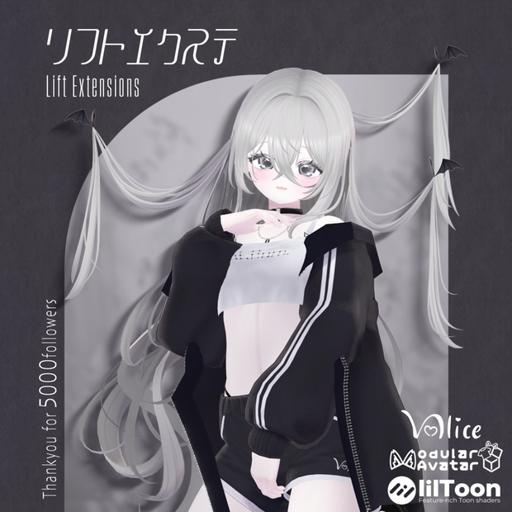 リフトエクステ
Lift Extensions
Thankyou for 5000followers
Valice
Modular
Avatar
lilToon
Feature-rich Toon shaders